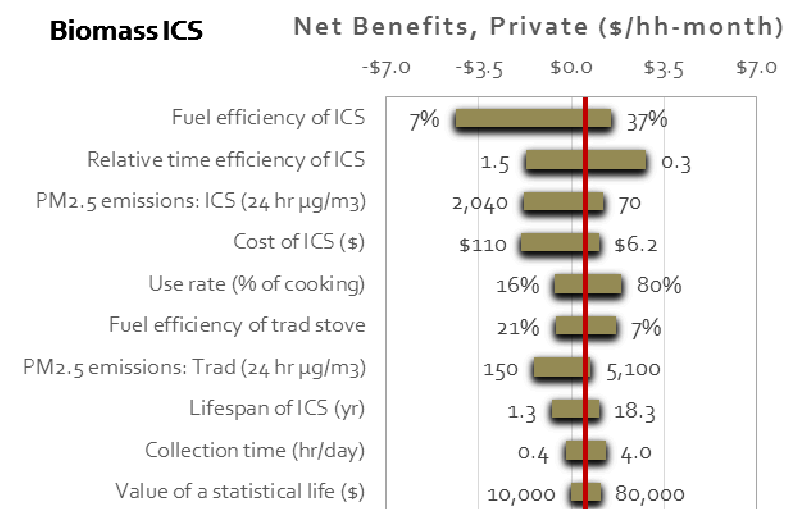 Biomass ICS
Net Benefits, Private ($/hh-month)
-$7.0 -$3.5 $0.0 $3.5 $7.0
Fuel efficiency of ICS 7% 37%
Relative time efficiency of ICS 1.5 0.3
PM2.5 emissions: ICS (24 hr µg/m3) 2,040 70
Cost of ICS ($) $110 $6.2
Use rate (% of cooking) 16% 80%
Fuel efficiency of trad stove 21% 7%
PM2.5 emissions: Trad (24 hr µg/m3) 150 5,100
Lifespan of ICS (yr) 1.3 18.3
Collection time (hr/day) 0.4 4.0
Value of a statistical life ($) 10,000 80,000